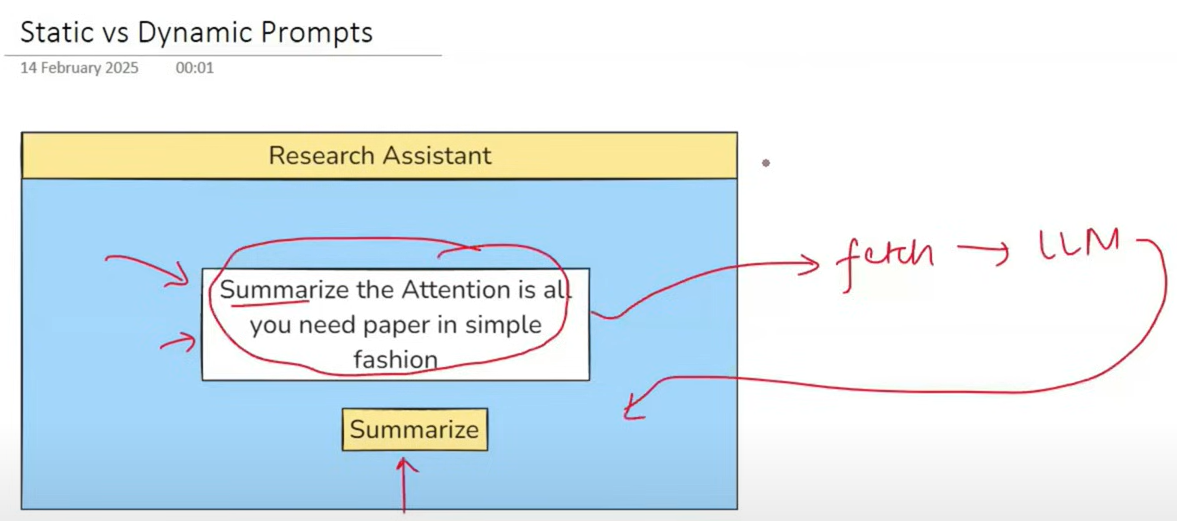 Static vs Dynamic Prompts
14 February 2025 00:01
Research Assistant
Summarize the Attention is all
you need paper in simple
fashion
fetch → LLM
Summarize